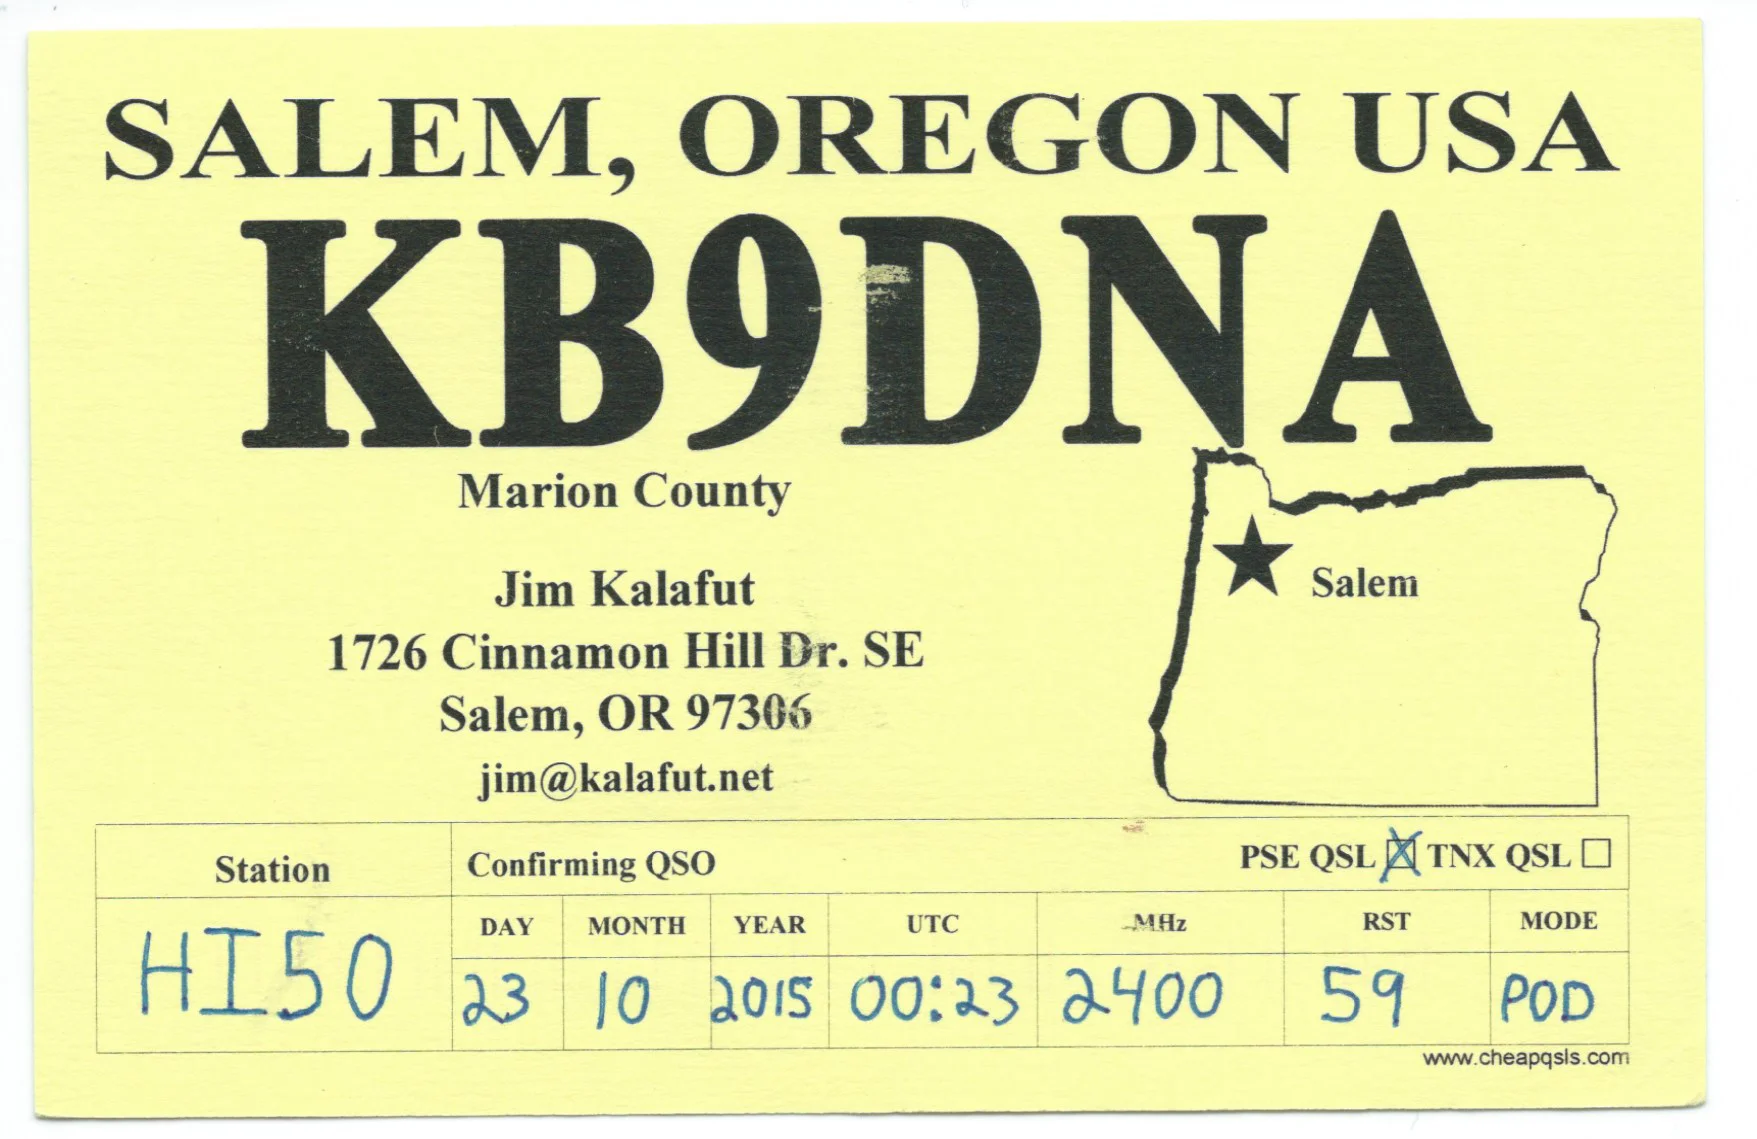 SALEM, OREGON USA
KB9DNA
Marion County
Jim Kalafut
1726 Cinnamon Hill Dr. SE
Salem, OR 97306
jim@kalafut.net
Salem
Station
Confirming QSO
PSE QSL ☒ TNX QSL ☐
DAY MONTH YEAR UTC MHz RST MODE
HI50 23 10 2015 00:23 2400 59 POD
www.cheapqsls.com